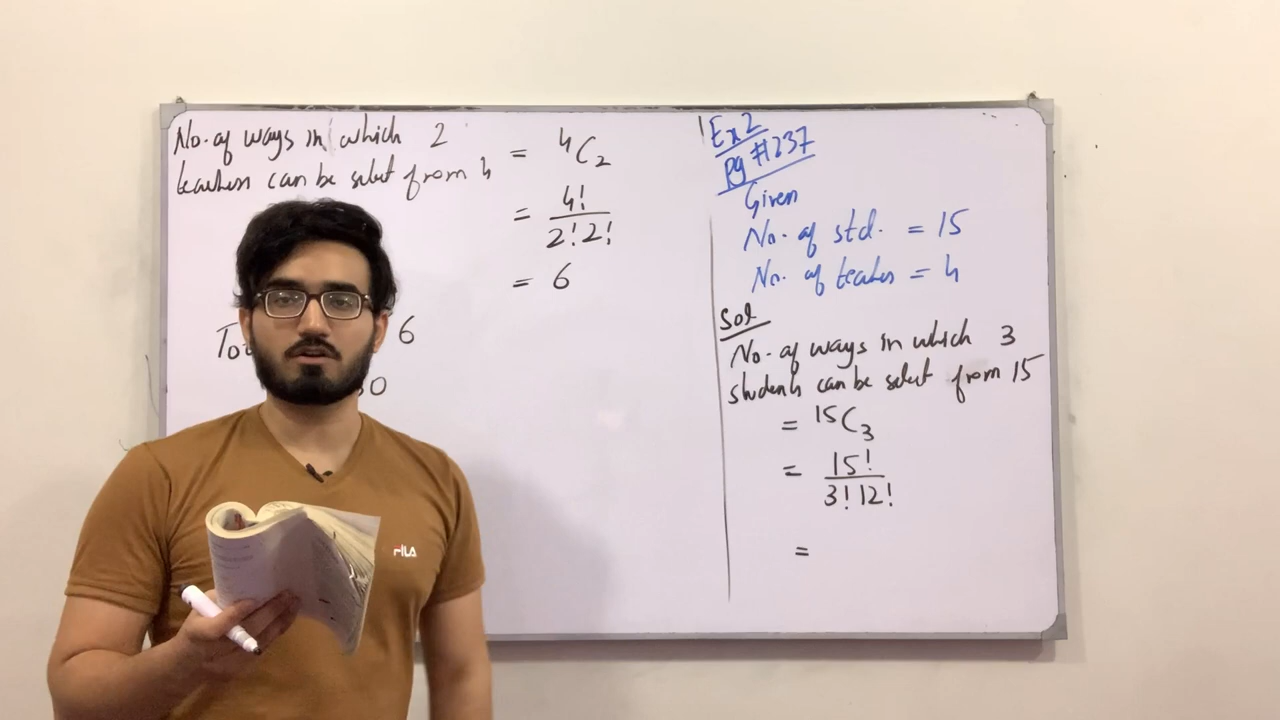 No. of ways in which 2
teachers can be select from 4
= ⁴C₂
= 4! / 2! 2!
= 6
6
Ex 2
pg # 1237
Given
No. of std. = 15
No. of teaches = 4
Sol
No. of ways in which 3
students can be select from 15
= ¹⁵C₃
= 15! / 3! 12!
=
FILA